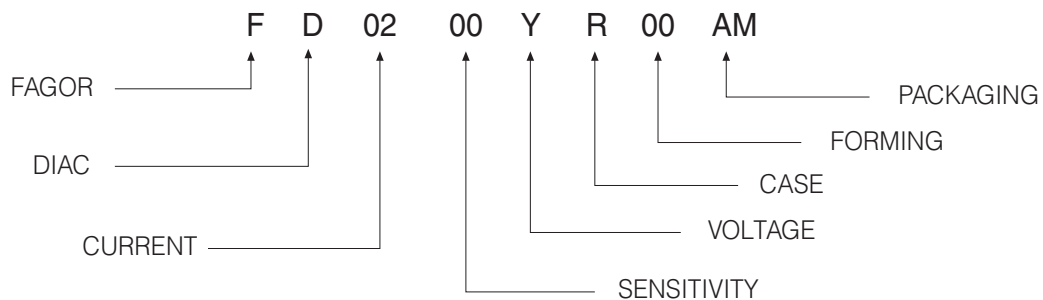 F D 02 00 Y R 00 AM
FAGOR
PACKAGING
FORMING
DIAC
CASE
VOLTAGE
CURRENT
SENSITIVITY